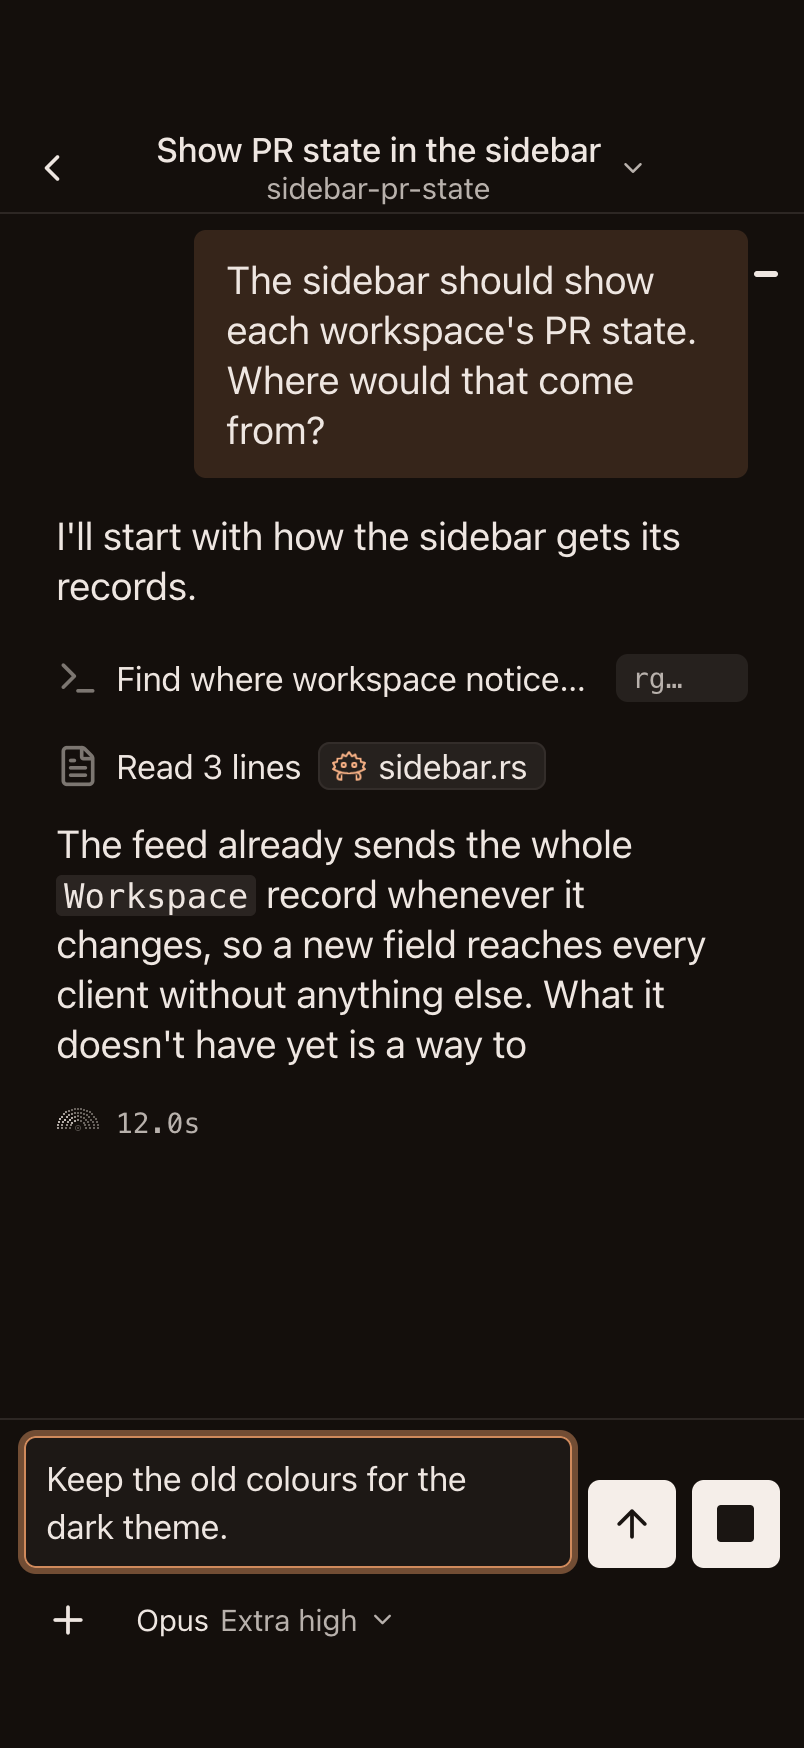 Show PR state in the sidebar
sidebar-pr-state
The sidebar should show
each workspace's PR state.
Where would that come
from?
I'll start with how the sidebar gets its
records.
Find where workspace notice... rg...
Read 3 lines sidebar.rs
The feed already sends the whole
Workspace record whenever it
changes, so a new field reaches every
client without anything else. What it
doesn't have yet is a way to
12.0s
Keep the old colours for the
dark theme.
Opus Extra high